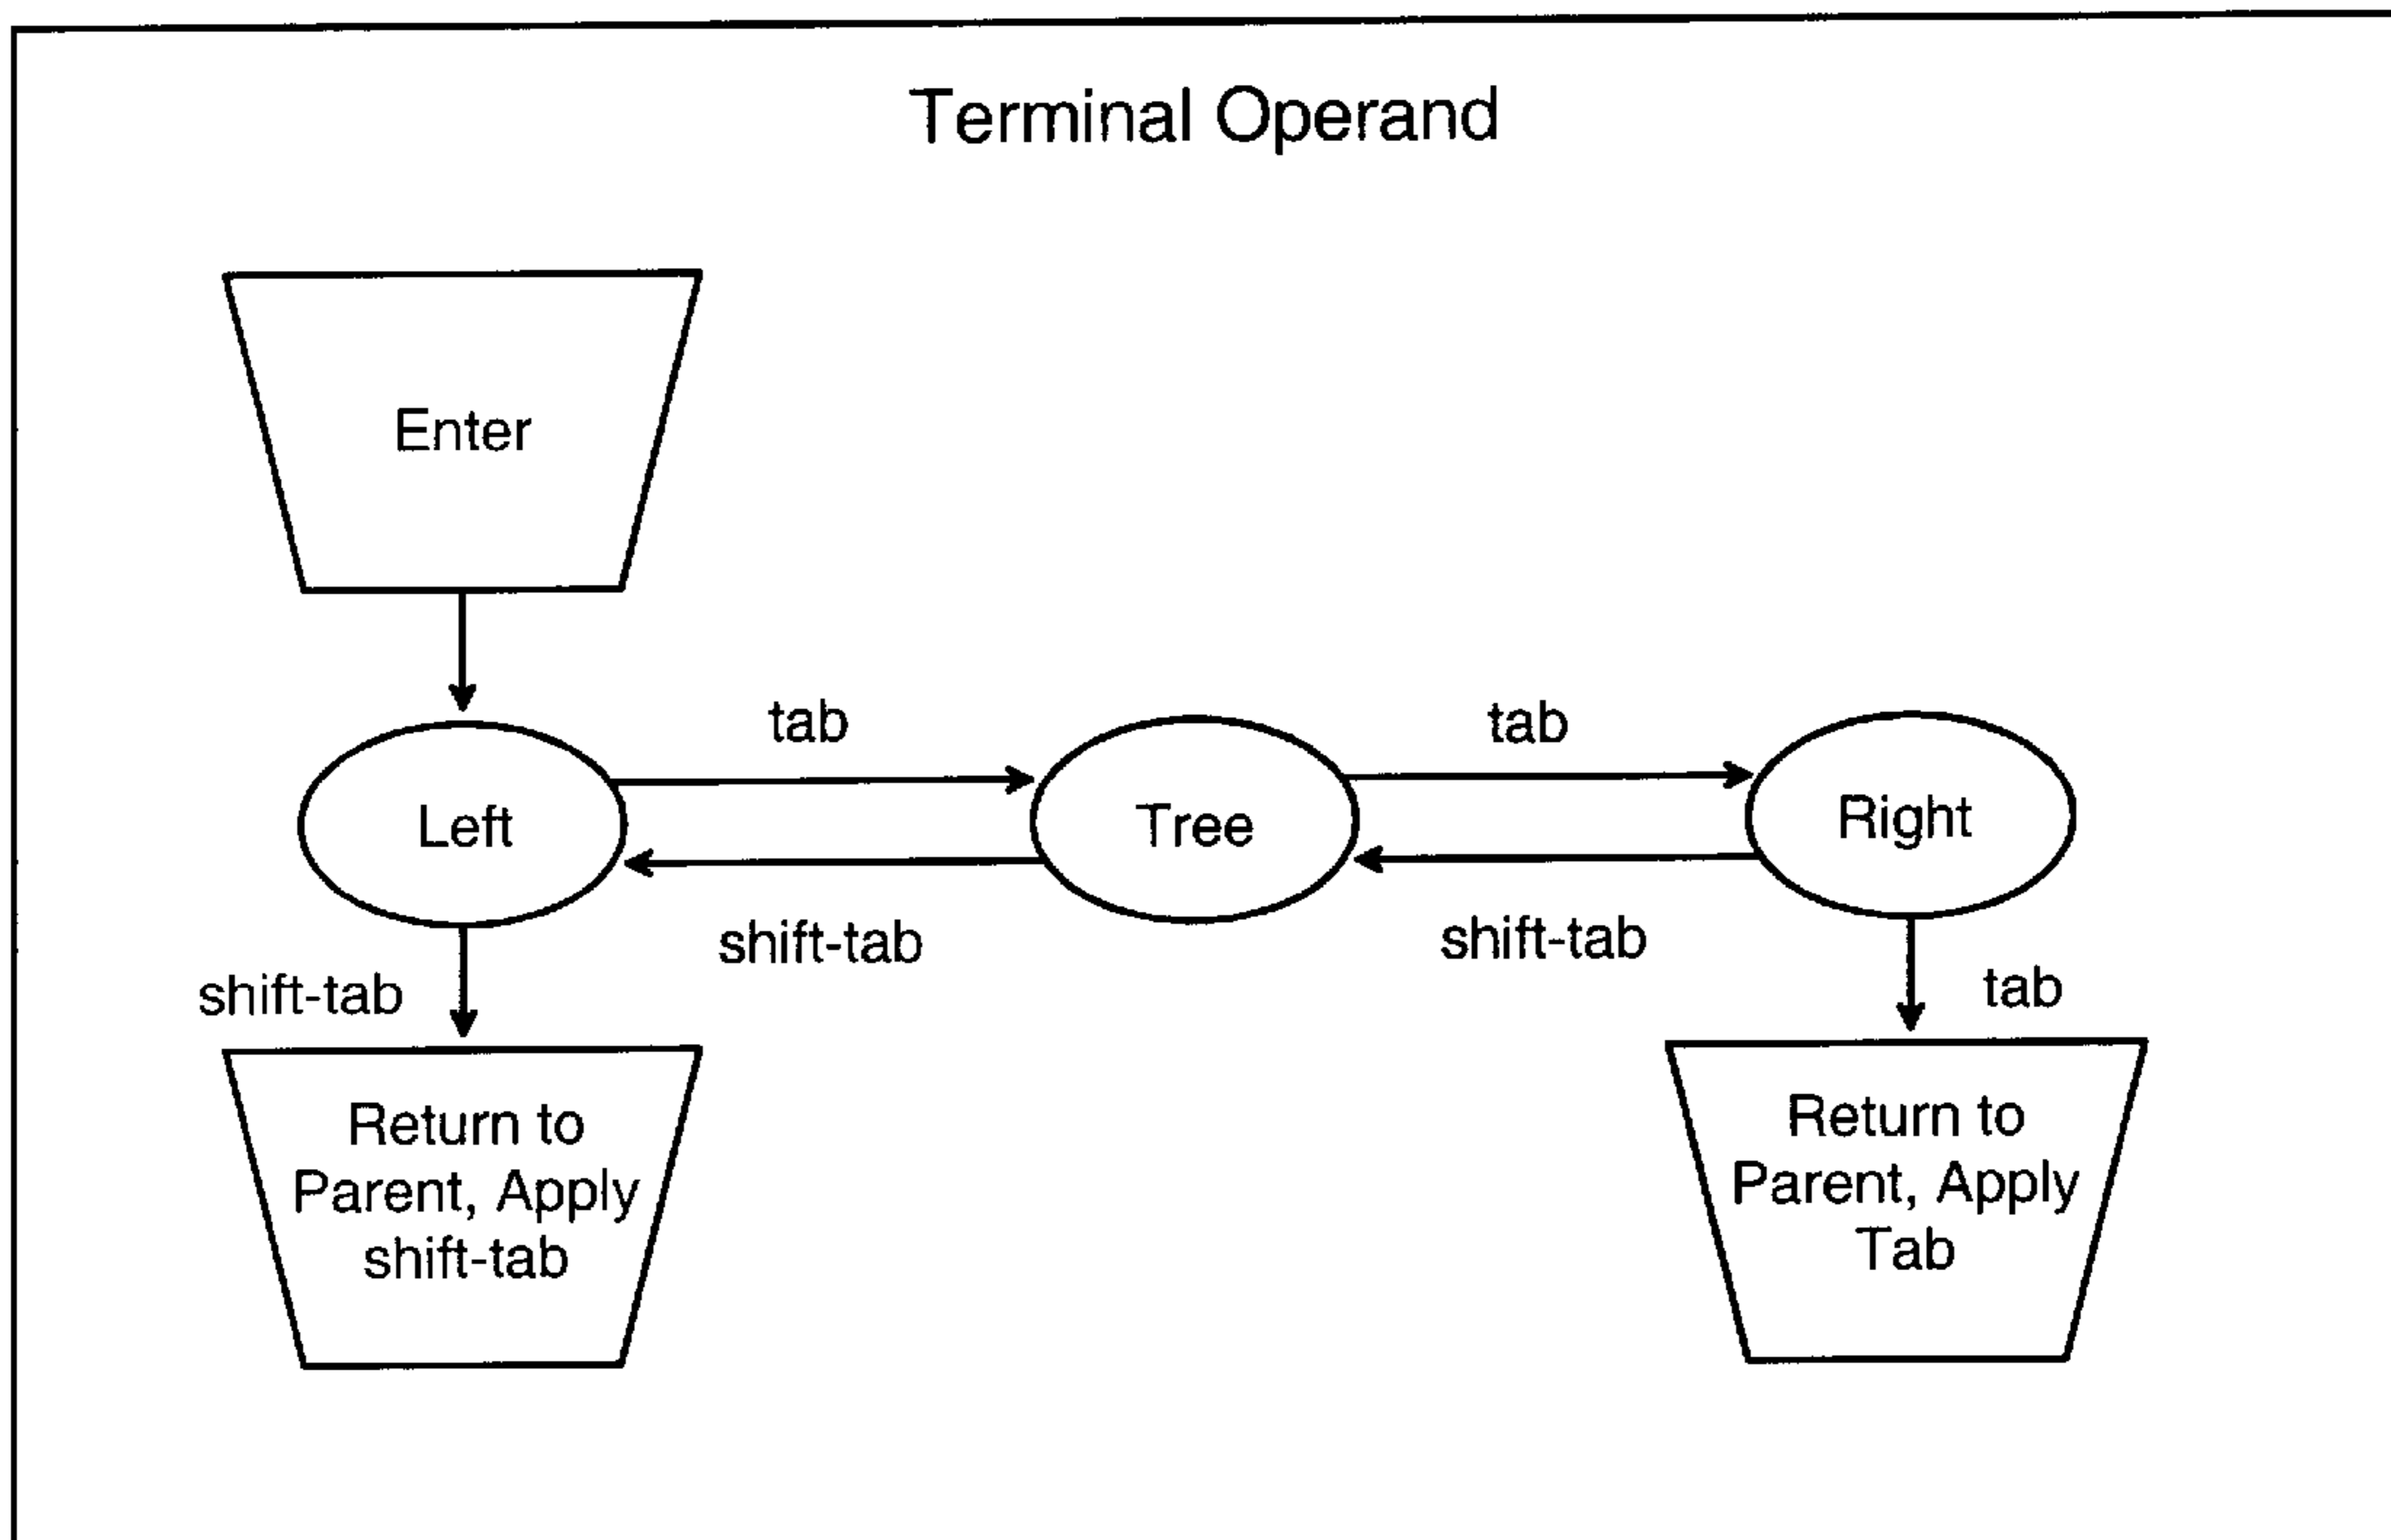 Terminal Operand
Enter
tab
tab
Left
Tree
Right
shift-tab
shift-tab
shift-tab
tab
Return to
Parent, Apply
shift-tab
Return to
Parent, Apply
Tab